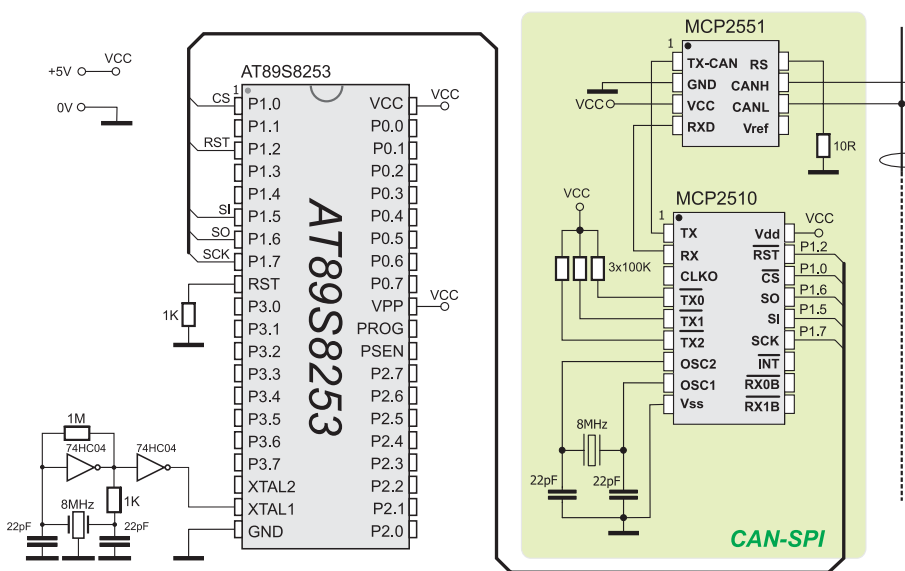 VCC
+5V
0V
AT89S8253
1
CS P1.0
P1.1
RST P1.2
P1.3
P1.4
SI P1.5
SO P1.6
SCK P1.7
RST
P3.0
P3.1
P3.2
P3.3
P3.4
P3.5
P3.6
P3.7
XTAL2
XTAL1
GND
AT89S8253
VCC VCC
P0.0
P0.1
P0.2
P0.3
P0.4
P0.5
P0.6
P0.7
VPP VCC
PROG
PSEN
P2.7
P2.6
P2.5
P2.4
P2.3
P2.2
P2.1
P2.0
1K
1M
74HC04 74HC04
1K
8MHz
22pF 22pF
MCP2551
1
TX-CAN RS
GND CANH
VCC VCC CANL
RXD Vref
10R
MCP2510
VCC
1
3x100K
TX
RX
CLKO
TX0
TX1
TX2
OSC2
OSC1
Vss
Vdd VCC
RST P1.2
CS P1.0
SO P1.6
SI P1.5
SCK P1.7
INT
RX0B
RX1B
8MHz
22pF 22pF
CAN-SPI